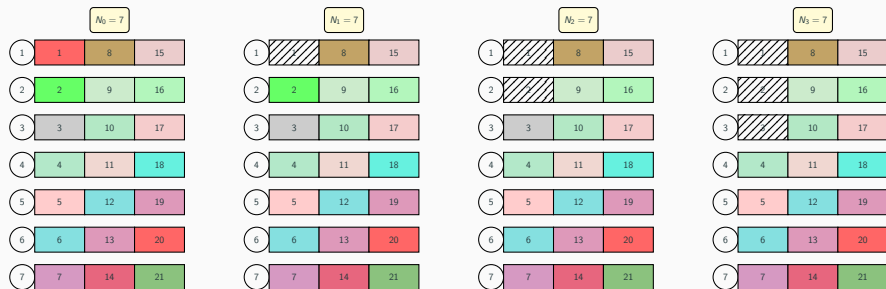 N₀ = 7 N₁ = 7 N₂ = 7 N₃ = 7
1 1 8 15 1 8 15 1 8 15 1 8 15
2 2 9 16 2 2 9 16 2 9 16 2 9 16
3 3 10 17 3 3 10 17 3 3 10 17 3 10 17
4 4 11 18 4 4 11 18 4 4 11 18 4 4 11 18
5 5 12 19 5 5 12 19 5 5 12 19 5 5 12 19
6 6 13 20 6 6 13 20 6 6 13 20 6 6 13 20
7 7 14 21 7 7 14 21 7 7 14 21 7 7 14 21